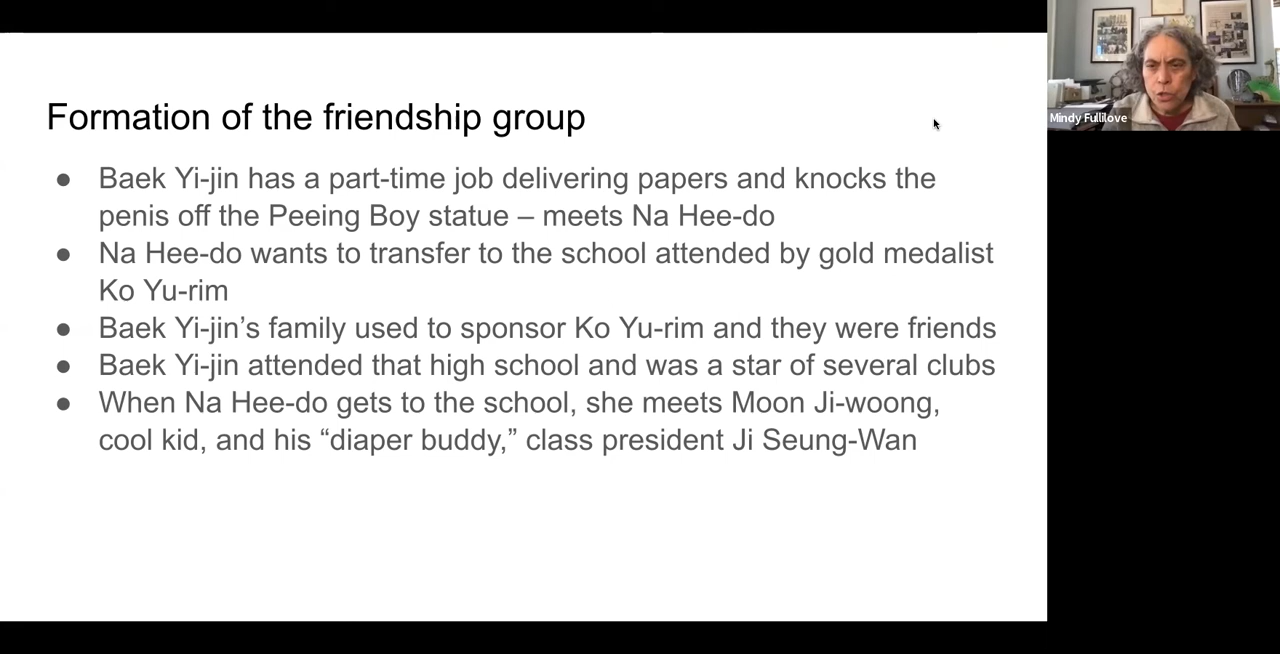 Formation of the friendship group
● Baek Yi-jin has a part-time job delivering papers and knocks the
penis off the Peeing Boy statue – meets Na Hee-do
● Na Hee-do wants to transfer to the school attended by gold medalist
Ko Yu-rim
● Baek Yi-jin’s family used to sponsor Ko Yu-rim and they were friends
● Baek Yi-jin attended that high school and was a star of several clubs
● When Na Hee-do gets to the school, she meets Moon Ji-woong,
cool kid, and his “diaper buddy,” class president Ji Seung-Wan
Mindy Fullilove